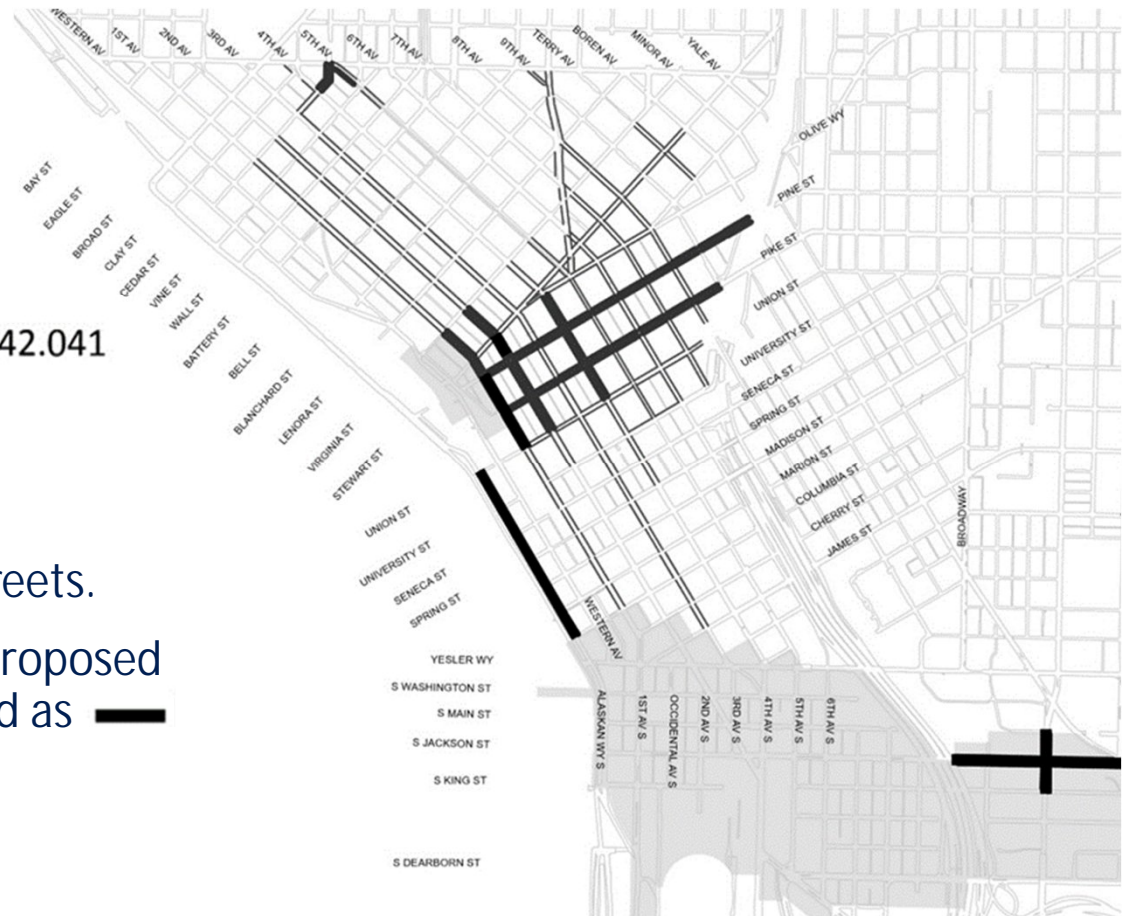 WESTERN AV
1ST AV
2ND AV
3RD AV
4TH AV
5TH AV
6TH AV
7TH AV
8TH AV
9TH AV
TERRY AV
BOREN AV
MINOR AV
YALE AV
OLIVE WY
PINE ST
PIKE ST
UNION ST
UNIVERSITY ST
SENECA ST
SPRING ST
MADISON ST
MARION ST
COLUMBIA ST
CHERRY ST
JAMES ST
BROADWAY
BAY ST
EAGLE ST
BROAD ST
CLAY ST
CEDAR ST
VINE ST
WALL ST
BATTERY ST
BELL ST
BLANCHARD ST
LENORA ST
VIRGINIA ST
STEWART ST
UNION ST
UNIVERSITY ST
SENECA ST
SPRING ST
42.041
reets.
roposed
d as
YESLER WY
S WASHINGTON ST
S MAIN ST
S JACKSON ST
S KING ST
S DEARBORN ST
WESTERN AV
ALASKAN WY S
1ST AV S
OCCIDENTAL AV S
2ND AV S
3RD AV S
4TH AV S
5TH AV S
6TH AV S